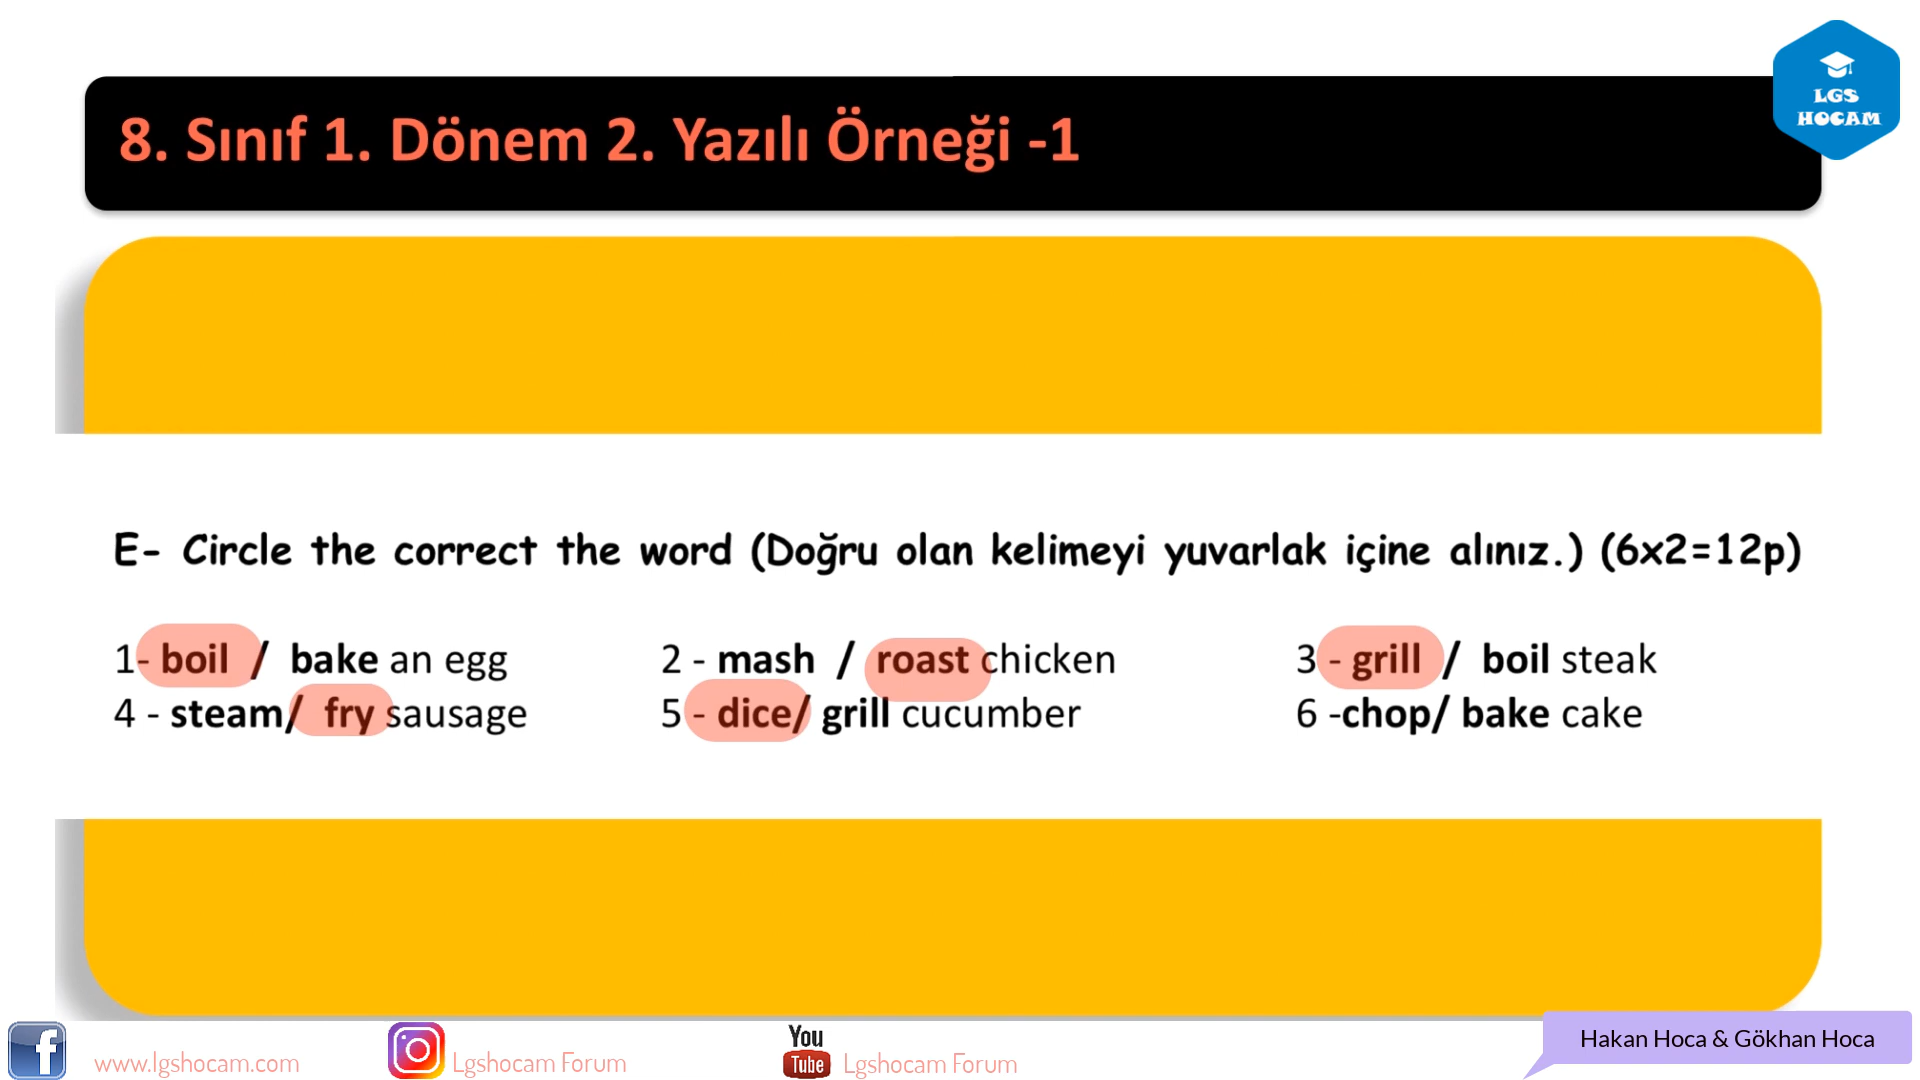 LGS
HOCAM
8. Sınıf 1. Dönem 2. Yazılı Örneği -1
E- Circle the correct the word (Doğru olan kelimeyi yuvarlak içine alınız.) (6x2=12p)
1- boil / bake an egg 2 - mash / roast chicken 3 - grill / boil steak
4 - steam/ fry sausage 5 - dice/ grill cucumber 6 -chop/ bake cake
www.lgshocam.com
Lgshocam Forum
You
Tube
Lgshocam Forum
Hakan Hoca & Gökhan Hoca